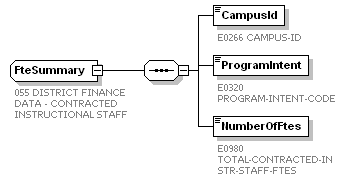 CampusId
E0266 CAMPUS-ID
FteSummary
055 DISTRICT FINANCE
DATA - CONTRACTED
INSTRUCTIONAL STAFF
ProgramIntent
E0320
PROGRAM-INTENT-CODE
NumberOfFtes
E0980
TOTAL-CONTRACTED-IN
STR-STAFF-FTES